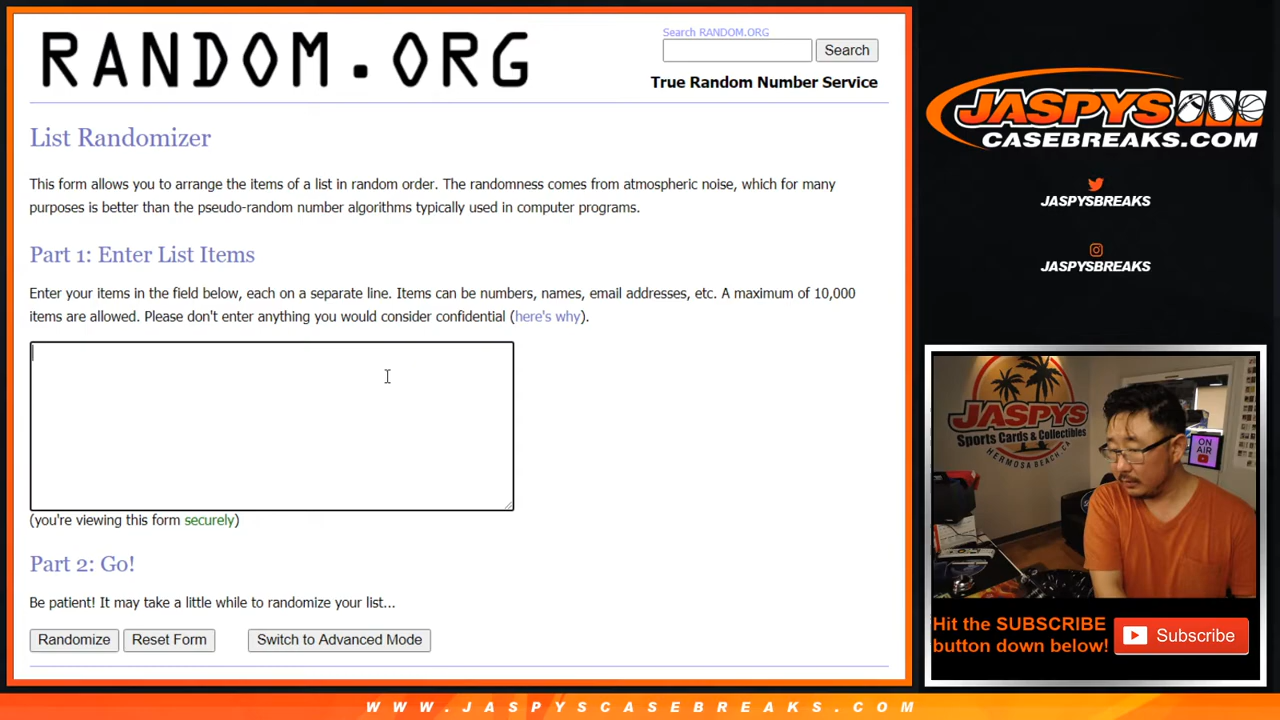 RANDOM.ORG
Search RANDOM.ORG
Search
True Random Number Service
List Randomizer
This form allows you to arrange the items of a list in random order. The randomness comes from atmospheric noise, which for many
purposes is better than the pseudo-random number algorithms typically used in computer programs.
Part 1: Enter List Items
Enter your items in the field below, each on a separate line. Items can be numbers, names, email addresses, etc. A maximum of 10,000
items are allowed. Please don't enter anything you would consider confidential (here's why).
(you're viewing this form securely)
Part 2: Go!
Be patient! It may take a little while to randomize your list...
Randomize
Reset Form
Switch to Advanced Mode
JASPYS
CASEBREAKS.COM
JASPYSBREAKS
JASPYSBREAKS
JASPYS
Sports Cards & Collectibles
HERMOSA BEACH, CA
ON
AIR
Hit the SUBSCRIBE
button down below!
Subscribe
WWW.JASPYSCASEBREAKS.COM